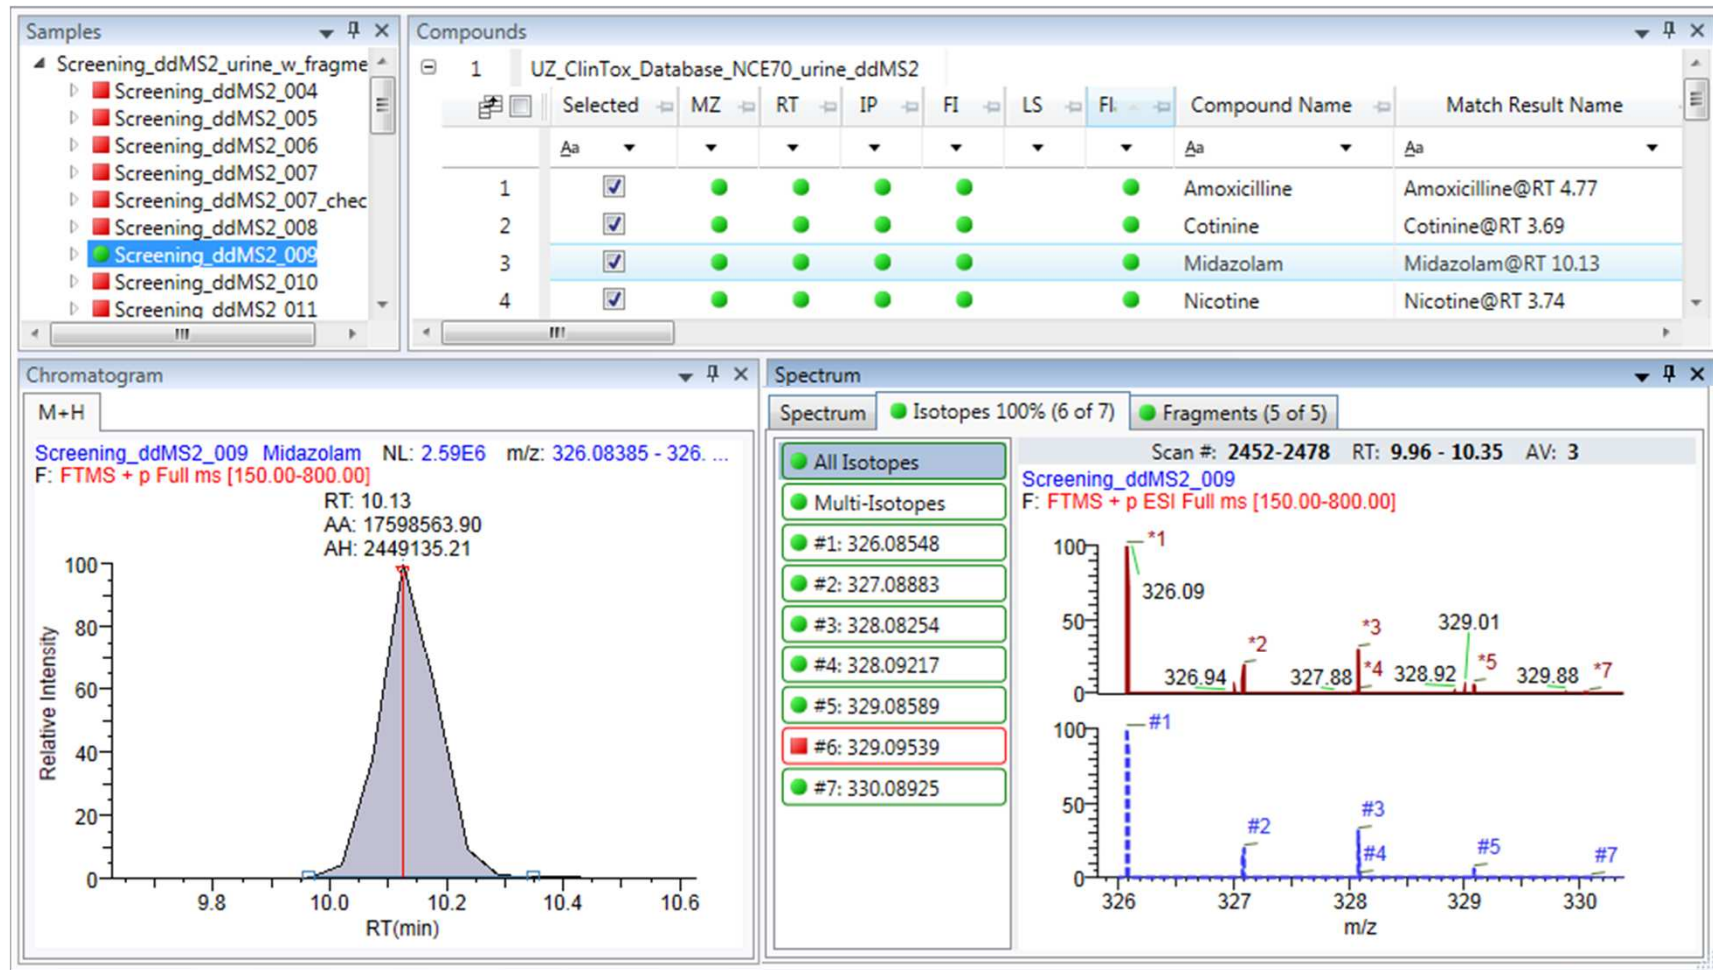 Samples
Screening_ddMS2_urine_w_fragme
Screening_ddMS2_004
Screening_ddMS2_005
Screening_ddMS2_006
Screening_ddMS2_007
Screening_ddMS2_007_chec
Screening_ddMS2_008
Screening_ddMS2_009
Screening_ddMS2_010
Screening_ddMS2_011
Compounds
1 UZ_ClinTox_Database_NCE70_urine_ddMS2
Selected MZ RT IP FI LS FI Compound Name Match Result Name
Aa Aa Aa
1 Amoxicilline Amoxicilline@RT 4.77
2 Cotinine Cotinine@RT 3.69
3 Midazolam Midazolam@RT 10.13
4 Nicotine Nicotine@RT 3.74
Chromatogram
M+H
Screening_ddMS2_009 Midazolam NL: 2.59E6 m/z: 326.08385 - 326. ...
F: FTMS + p Full ms [150.00-800.00]
RT: 10.13
AA: 17598563.90
AH: 2449135.21
100
80
60
40
20
0
Relative Intensity
9.8 10.0 10.2 10.4 10.6
RT(min)
Spectrum
Spectrum Isotopes 100% (6 of 7) Fragments (5 of 5)
All Isotopes
Multi-Isotopes
#1: 326.08548
#2: 327.08883
#3: 328.08254
#4: 328.09217
#5: 329.08589
#6: 329.09539
#7: 330.08925
Scan #: 2452-2478 RT: 9.96 - 10.35 AV: 3
Screening_ddMS2_009
F: FTMS + p ESI Full ms [150.00-800.00]
100 *1
326.09
50 *3 329.01
*2
326.94 327.88 *4 328.92 *5 329.88 *7
0
100 #1
50 #3
#2
#4 #5 #7
0
326 327 328 329 330
m/z